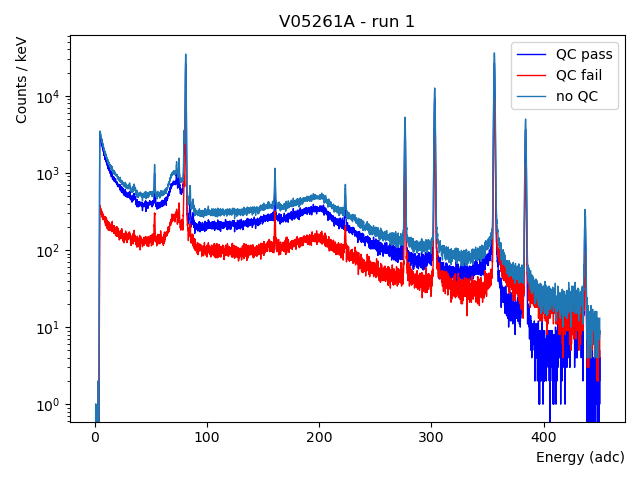 V05261A - run 1
Counts / keV
QC pass
QC fail
no QC
10⁴
10³
10²
10¹
10⁰
0 100 200 300 400
Energy (adc)